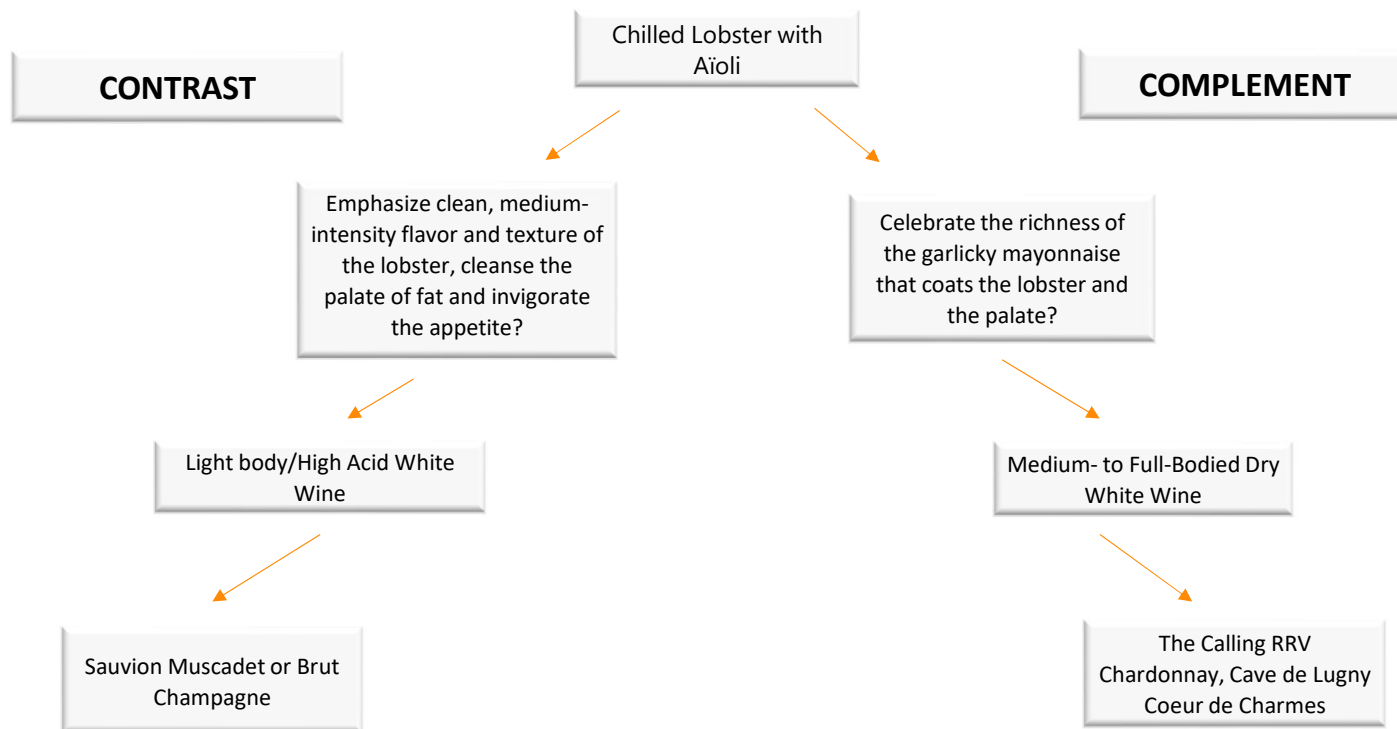 Chilled Lobster with
Aïoli
CONTRAST
COMPLEMENT
Emphasize clean, medium-
intensity flavor and texture of
the lobster, cleanse the
palate of fat and invigorate
the appetite?
Celebrate the richness of
the garlicky mayonnaise
that coats the lobster and
the palate?
Light body/High Acid White
Wine
Medium- to Full-Bodied Dry
White Wine
Sauvion Muscadet or Brut
Champagne
The Calling RRV
Chardonnay, Cave de Lugny
Coeur de Charmes